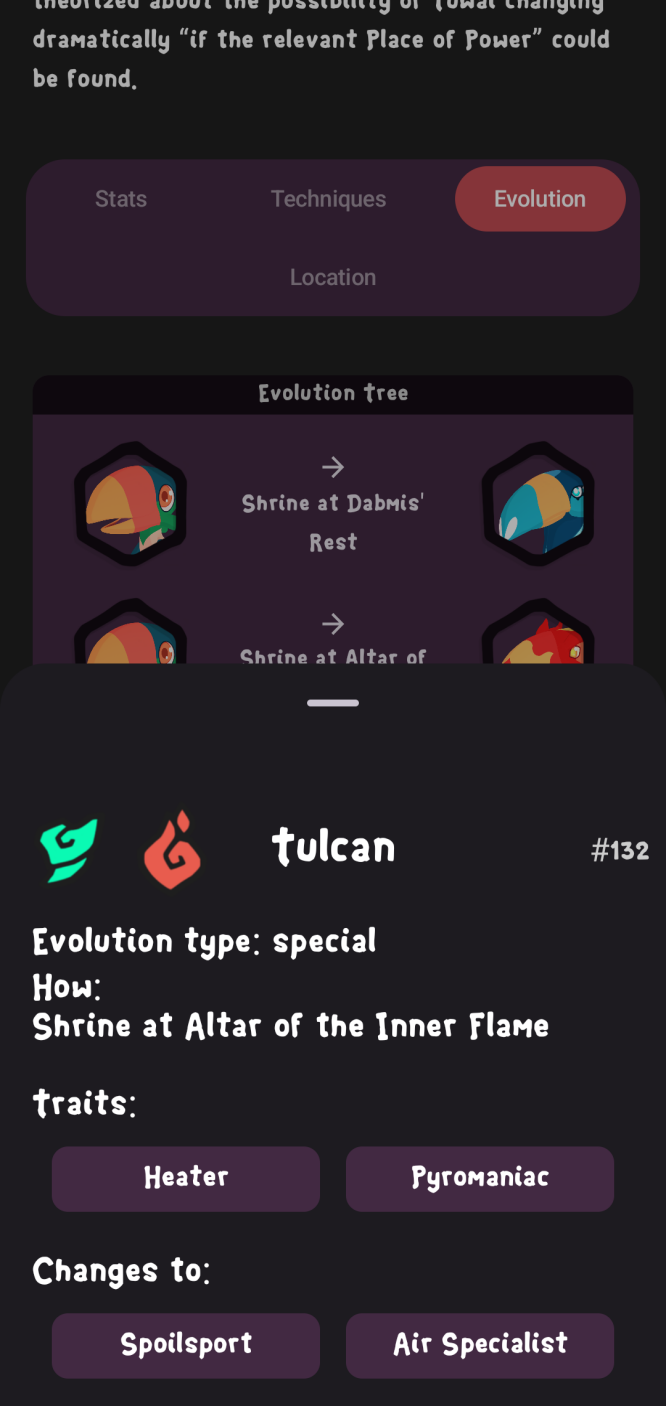 theorized about the possibility of Tuwai changing
dramatically “if the relevant Place of Power” could
be found.
Stats
Techniques
Evolution
Location
Evolution tree
→
Shrine at Dabmis'
Rest
→
Shrine at Altar of
tulcan
#132
Evolution type: special
How:
Shrine at Altar of the Inner Flame
traits:
Heater
Pyromaniac
Changes to:
Spoilsport
Air Specialist